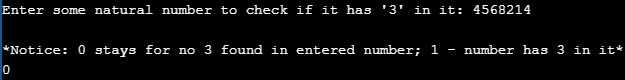 Enter some natural number to check if it has '3' in it: 4568214
*Notice: 0 stays for no 3 found in entered number; 1 - number has 3 in it*
0